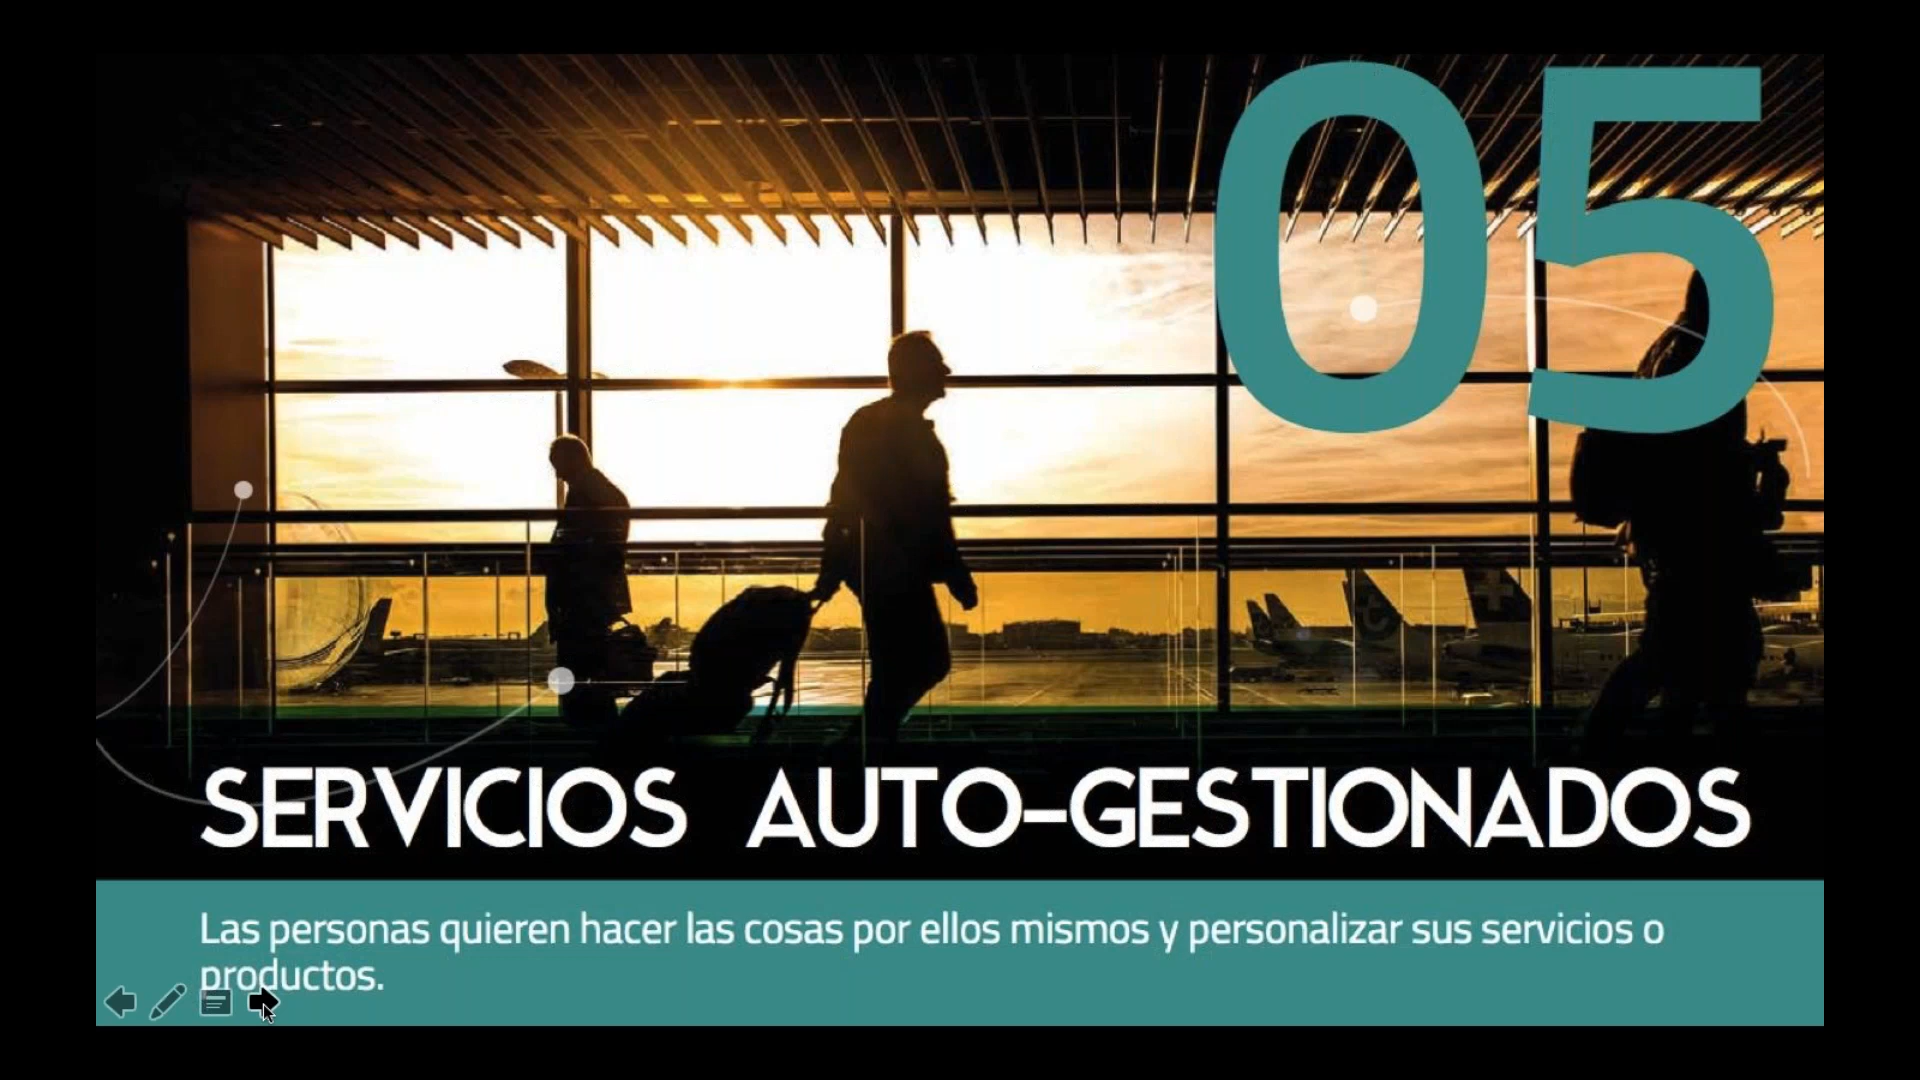 05
SERVICIOS AUTO-GESTIONADOS
Las personas quieren hacer las cosas por ellos mismos y personalizar sus servicios o
productos.